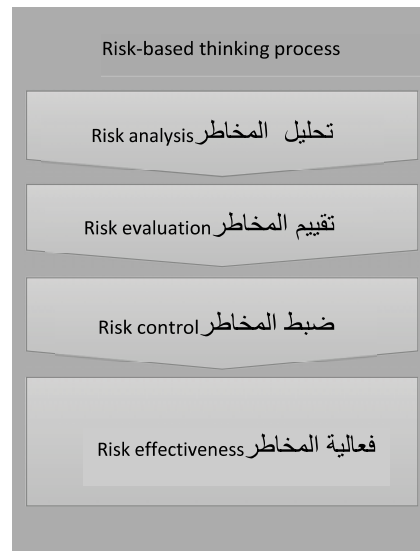 Risk-based thinking process
Risk analysis تحليل المخاطر
Risk evaluation تقييم المخاطر
Risk control ضبط المخاطر
Risk effectiveness فعالية المخاطر